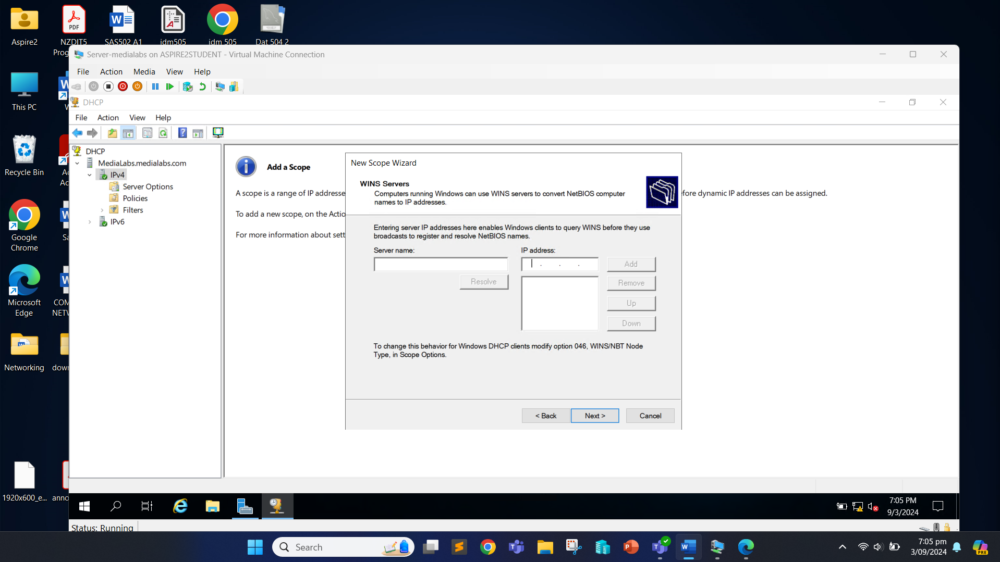 Aspire2
NZDIT5
Prog
SAS502 A1
idm505
idm 505
Dat 504 2
Server-medialabs on ASPIRE2STUDENT - Virtual Machine Connection
File Action Media View Help
DHCP
File Action View Help
DHCP
MediaLabs.medialabs.com
IPv4
Server Options
Policies
Filters
IPv6
Add a Scope
A scope is a range of IP addresse
fore dynamic IP addresses can be assigned.
To add a new scope, on the Actio
For more information about sett
New Scope Wizard
WINS Servers
Computers running Windows can use WINS servers to convert NetBIOS computer
names to IP addresses.
Entering server IP addresses here enables Windows clients to query WINS before they use
broadcasts to register and resolve NetBIOS names.
Server name:
IP address:
Add
Resolve
Remove
Up
Down
To change this behavior for Windows DHCP clients modify option 046, WINS/NBT Node
Type, in Scope Options.
< Back
Next >
Cancel
This PC
Recycle Bin
Google
Chrome
Microsoft
Edge
COM
NETW
Networking
down
1920x600_e...
anno
7:05 PM
9/3/2024
Status: Running
Search
7:05 pm
3/09/2024
PRE